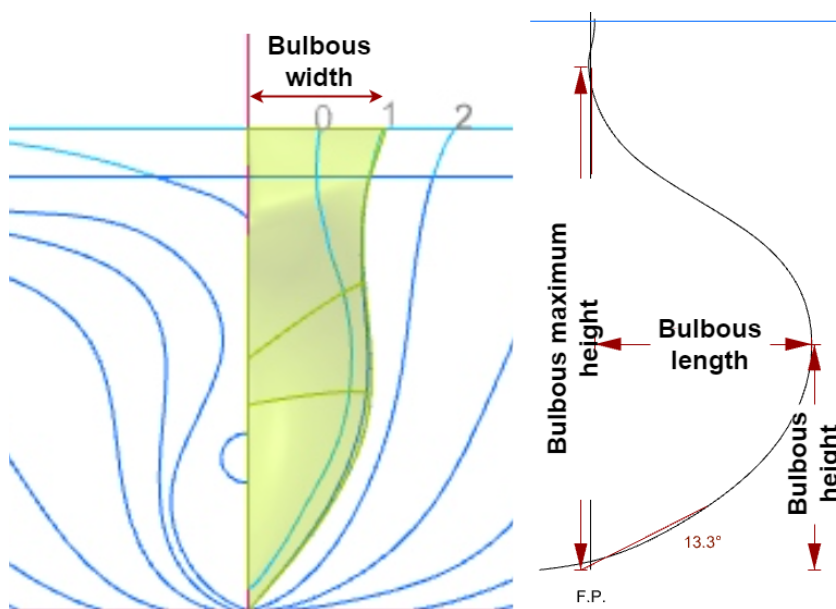 Bulbous
width
0
1
2
Bulbous maximum
height
Bulbous
length
Bulbous
height
13.3°
F.P.